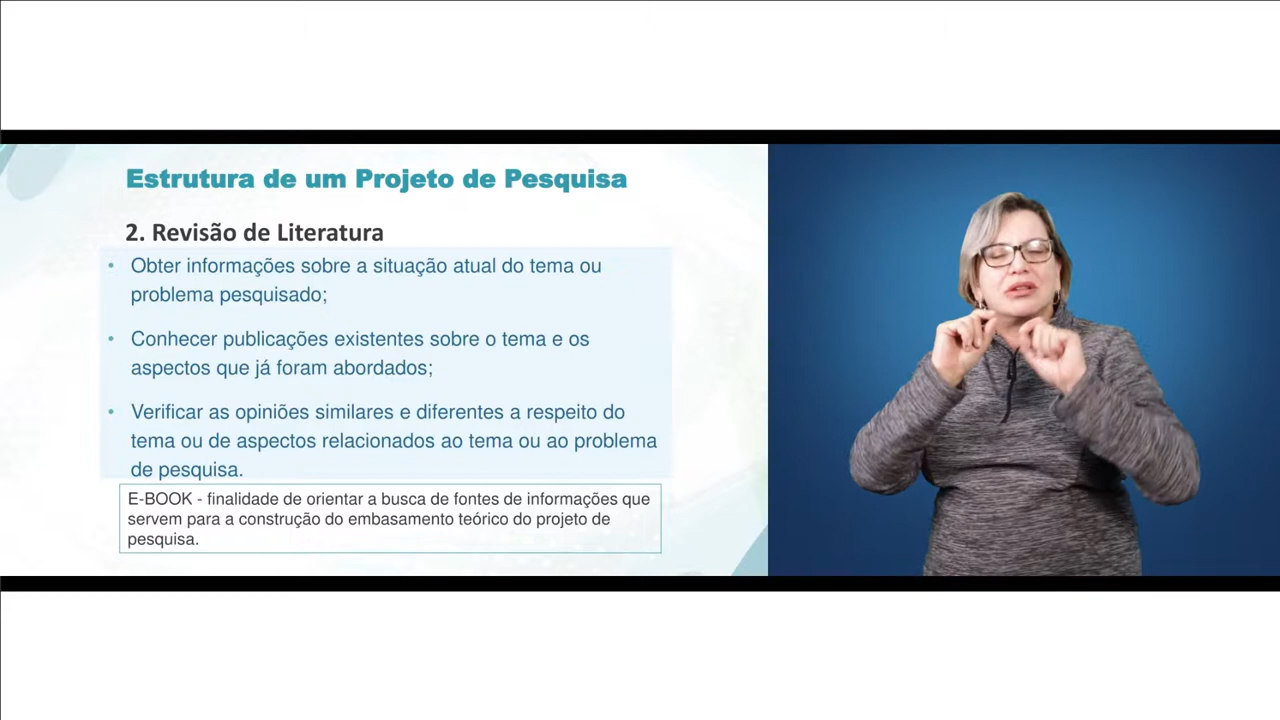 Estrutura de um Projeto de Pesquisa
2. Revisão de Literatura
• Obter informações sobre a situação atual do tema ou
problema pesquisado;
• Conhecer publicações existentes sobre o tema e os
aspectos que já foram abordados;
• Verificar as opiniões similares e diferentes a respeito do
tema ou de aspectos relacionados ao tema ou ao problema
de pesquisa.
E-BOOK - finalidade de orientar a busca de fontes de informações que
servem para a construção do embasamento teórico do projeto de
pesquisa.